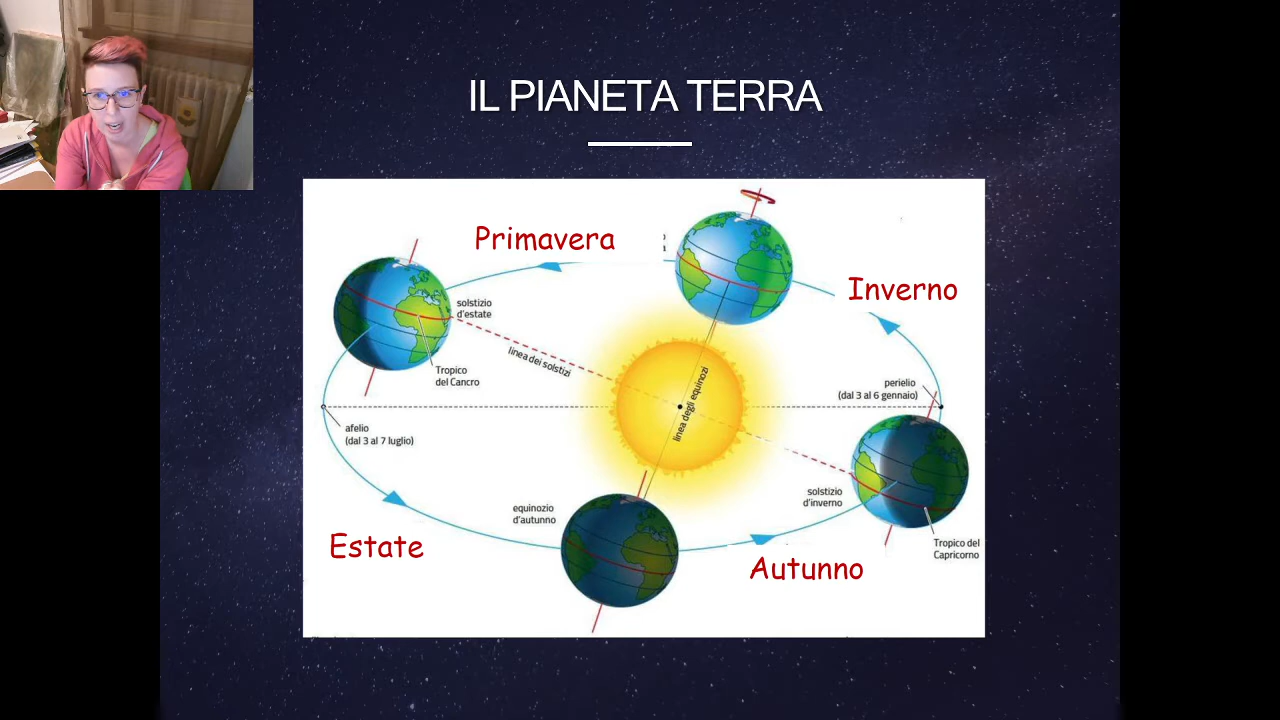 IL PIANETA TERRA
Primavera
Inverno
solstizio
d'estate
linea dei solstizi
Tropico
del Cancro
linea degli equinozi
perielio
(dal 3 al 6 gennaio)
afelio
(dal 3 al 7 luglio)
equinozio
d'autunno
solstizio
d'inverno
Tropico del
Capricorno
Estate
Autunno